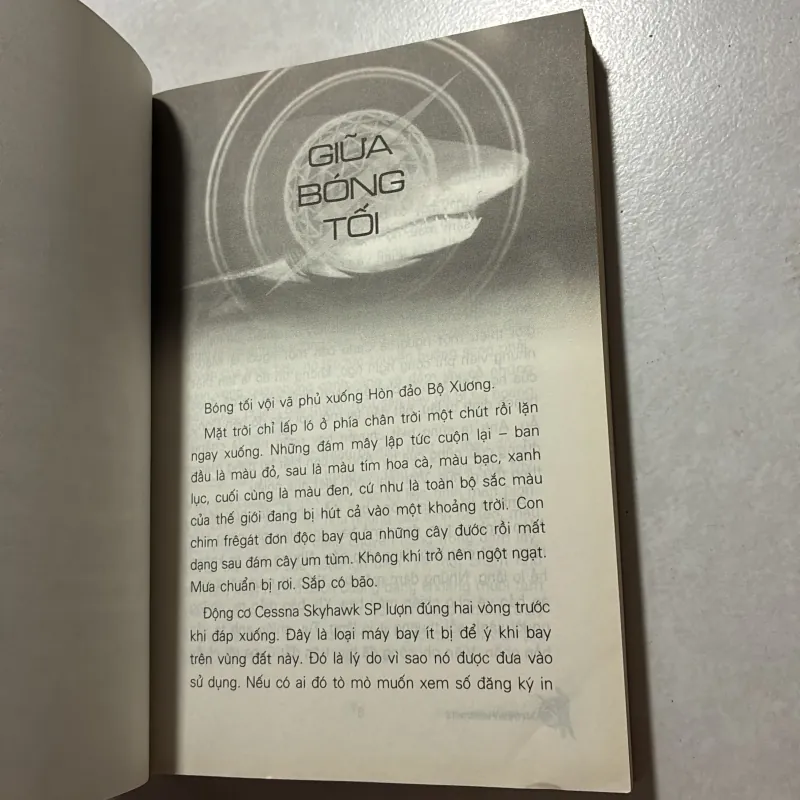 GIỮA
BÓNG
TỐI
Bóng tối vội vã phủ xuống Hòn đảo Bộ Xương.
Mặt trời chỉ lấp ló ở phía chân trời một chút rồi lặn
ngay xuống. Những đám mây lập tức cuộn lại – ban
đầu là màu đỏ, sau là màu tím hoa cà, màu bạc, xanh
lục, cuối cùng là màu đen, cứ như là toàn bộ sắc màu
của thế giới đang bị hút cả vào một khoảng trời. Con
chim frêgát đơn độc bay qua những cây đước rồi mất
dạng sau đám cây um tùm. Không khí trở nên ngột ngạt.
Mưa chuẩn bị rơi. Sắp có bão.
Động cơ Cessna Skyhawk SP lượn đúng hai vòng trước
khi đáp xuống. Đây là loại máy bay ít bị để ý khi bay
trên vùng đất này. Đó là lý do vì sao nó được đưa vào
sử dụng. Nếu có ai đó tò mò muốn xem số đăng ký in